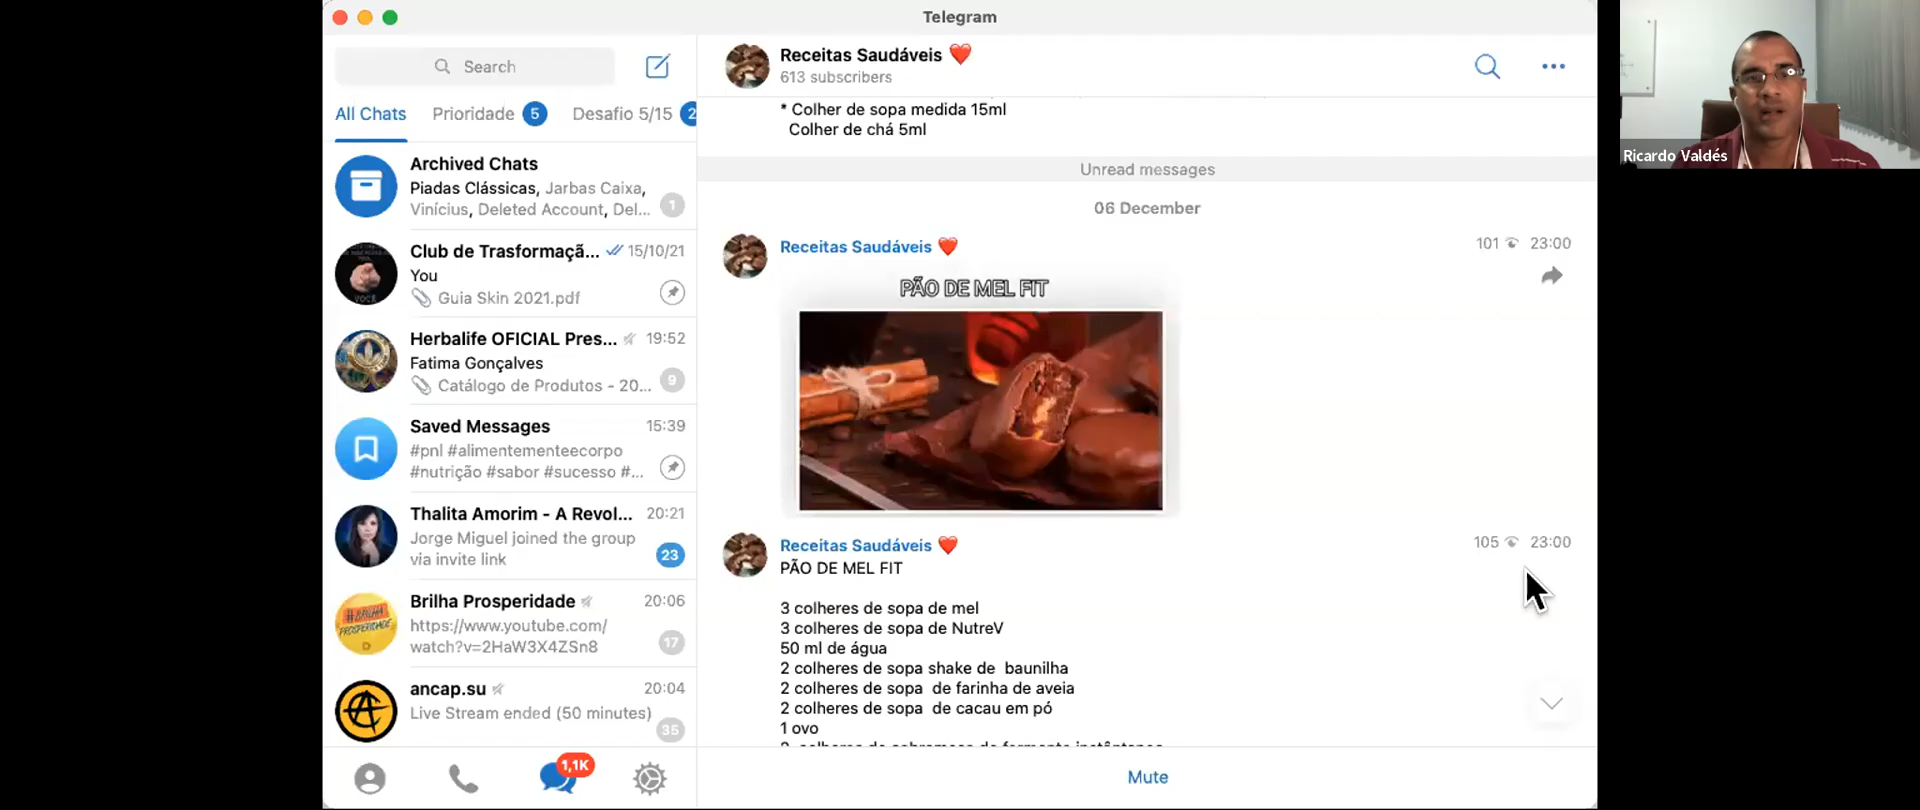 Telegram
Search
All Chats
Prioridade 5
Desafio 5/15 2
Archived Chats
Piadas Clássicas, Jarbas Caixa,
Vinícius, Deleted Account, Del... 1
Club de Trasformaçã... 15/10/21
You
Guia Skin 2021.pdf
Herbalife OFICIAL Pres... 19:52
Fatima Gonçalves
Catálogo de Produtos - 20... 9
Saved Messages 15:39
#pnl #alimentementeecorpo
#nutrição #sabor #sucesso #...
Thalita Amorim - A Revol... 20:21
Jorge Miguel joined the group
via invite link 23
Brilha Prosperidade 20:06
https://www.youtube.com/
watch?v=2HaW3X4ZSn8 17
#BRILHA
PROSPERIDADE
ancap.su 20:04
Live Stream ended (50 minutes) 35
1,1K
Receitas Saudáveis ❤️
613 subscribers
* Colher de sopa medida 15ml
Colher de chá 5ml
Unread messages
06 December
Receitas Saudáveis ❤️ 101 23:00
PÃO DE MEL FIT
Receitas Saudáveis ❤️ 105 23:00
PÃO DE MEL FIT
3 colheres de sopa de mel
3 colheres de sopa de NutreV
50 ml de água
2 colheres de sopa shake de baunilha
2 colheres de sopa de farinha de aveia
2 colheres de sopa de cacau em pó
1 ovo
Mute
Ricardo Valdés